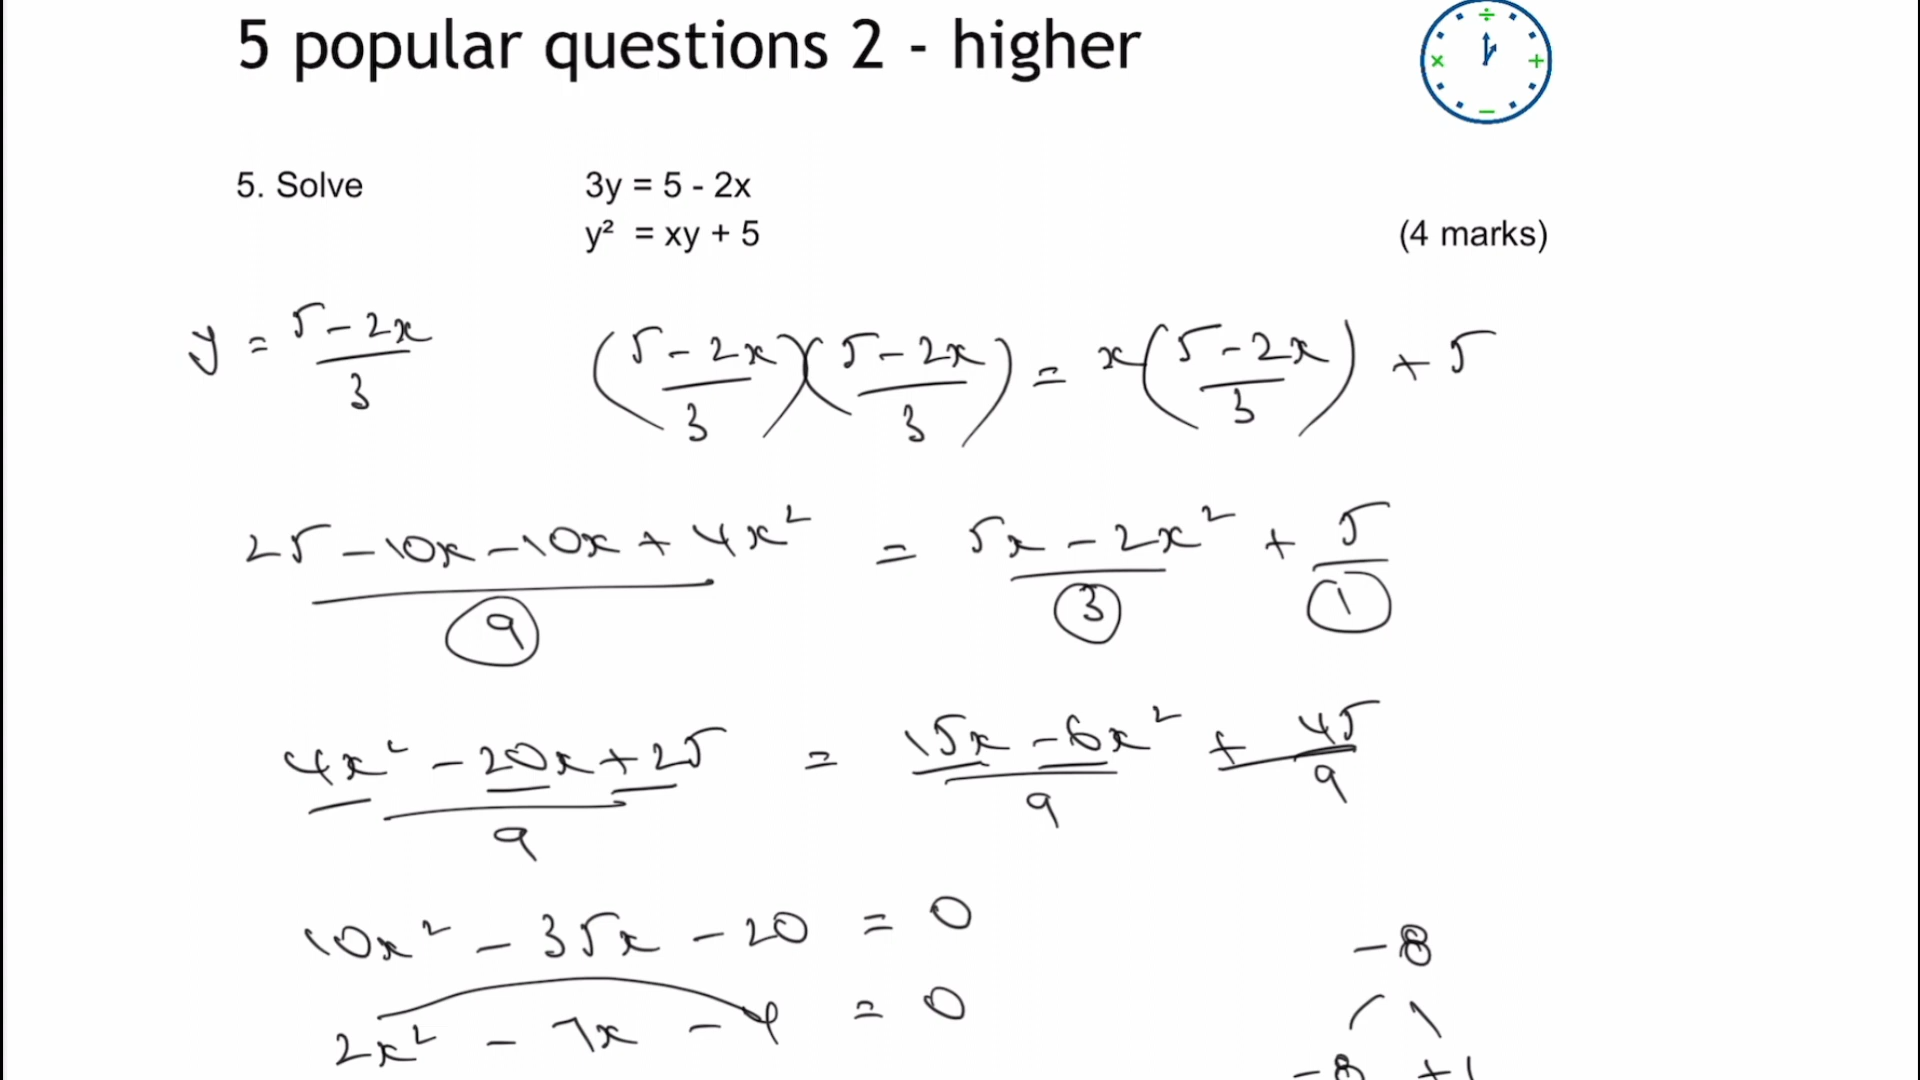 5 popular questions 2 - higher
÷
× +
−
5. Solve 3y = 5 - 2x
y² = xy + 5 (4 marks)
y = (5 - 2x)/3   ((5 - 2x)/3)((5 - 2x)/3) = x((5 - 2x)/3) + 5
(25 - 10x - 10x + 4x²)/9 = (5x - 2x²)/3 + 5/1
(4x² - 20x + 25)/9 = (15x - 6x²)/9 + 45/9
10x² - 35x - 20 = 0
-8
2x² - 7x - 4 = 0
-8 +1